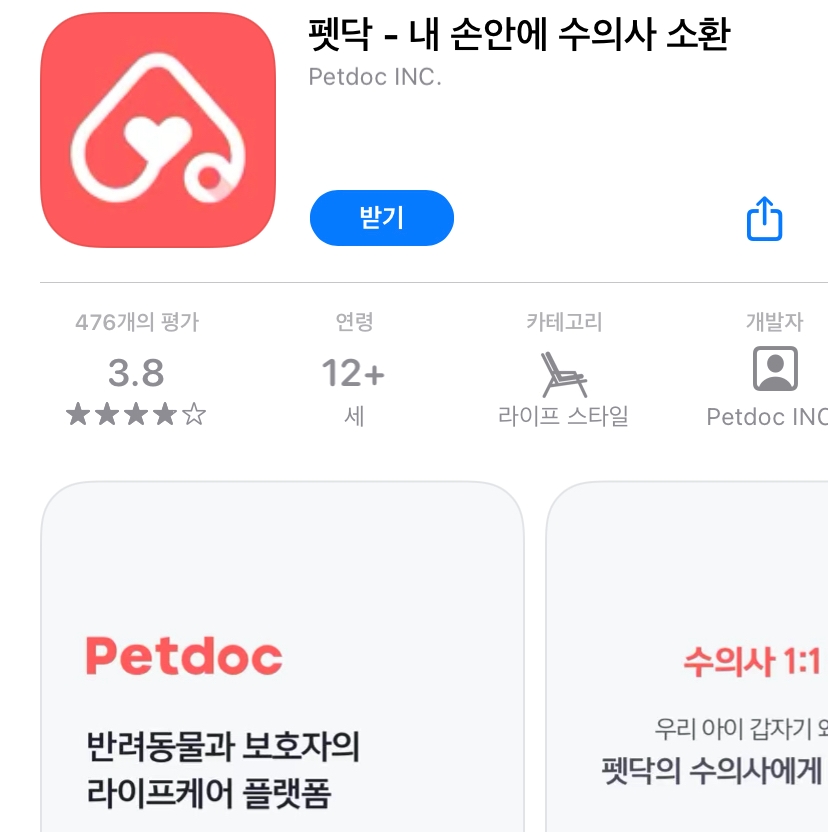 펫닥 - 내 손안에 수의사 소환
Petdoc INC.
받기
476개의 평가
연령
카테고리
개발자
3.8
12+
세
라이프 스타일
Petdoc INC
Petdoc
반려동물과 보호자의
라이프케어 플랫폼
수의사 1:1
우리 아이 갑자기
펫닥의 수의사에게